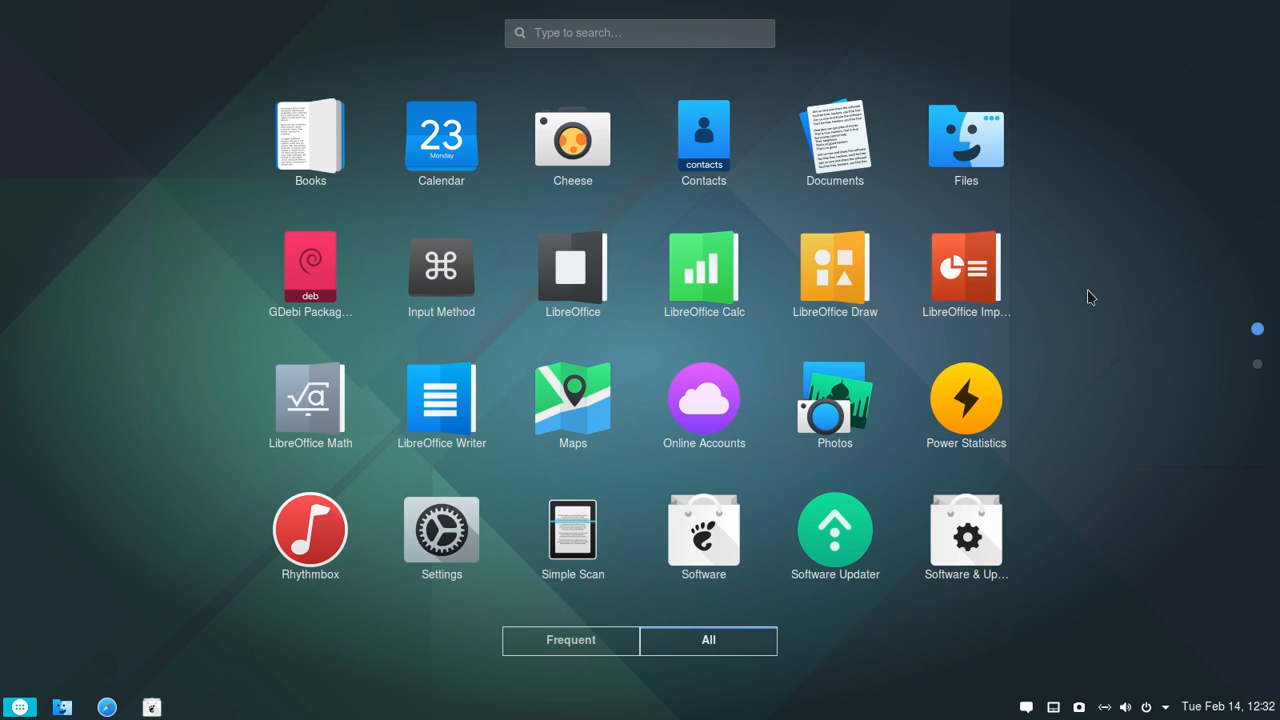 Type to search…
23
Monday
contacts
Books
Calendar
Cheese
Contacts
Documents
Files
deb
GDebi Packag…
Input Method
LibreOffice
LibreOffice Calc
LibreOffice Draw
LibreOffice Imp…
√a
LibreOffice Math
LibreOffice Writer
Maps
Online Accounts
Photos
Power Statistics
Rhythmbox
Settings
Simple Scan
Software
Software Updater
Software & Up…
Frequent
All
Tue Feb 14, 12:32